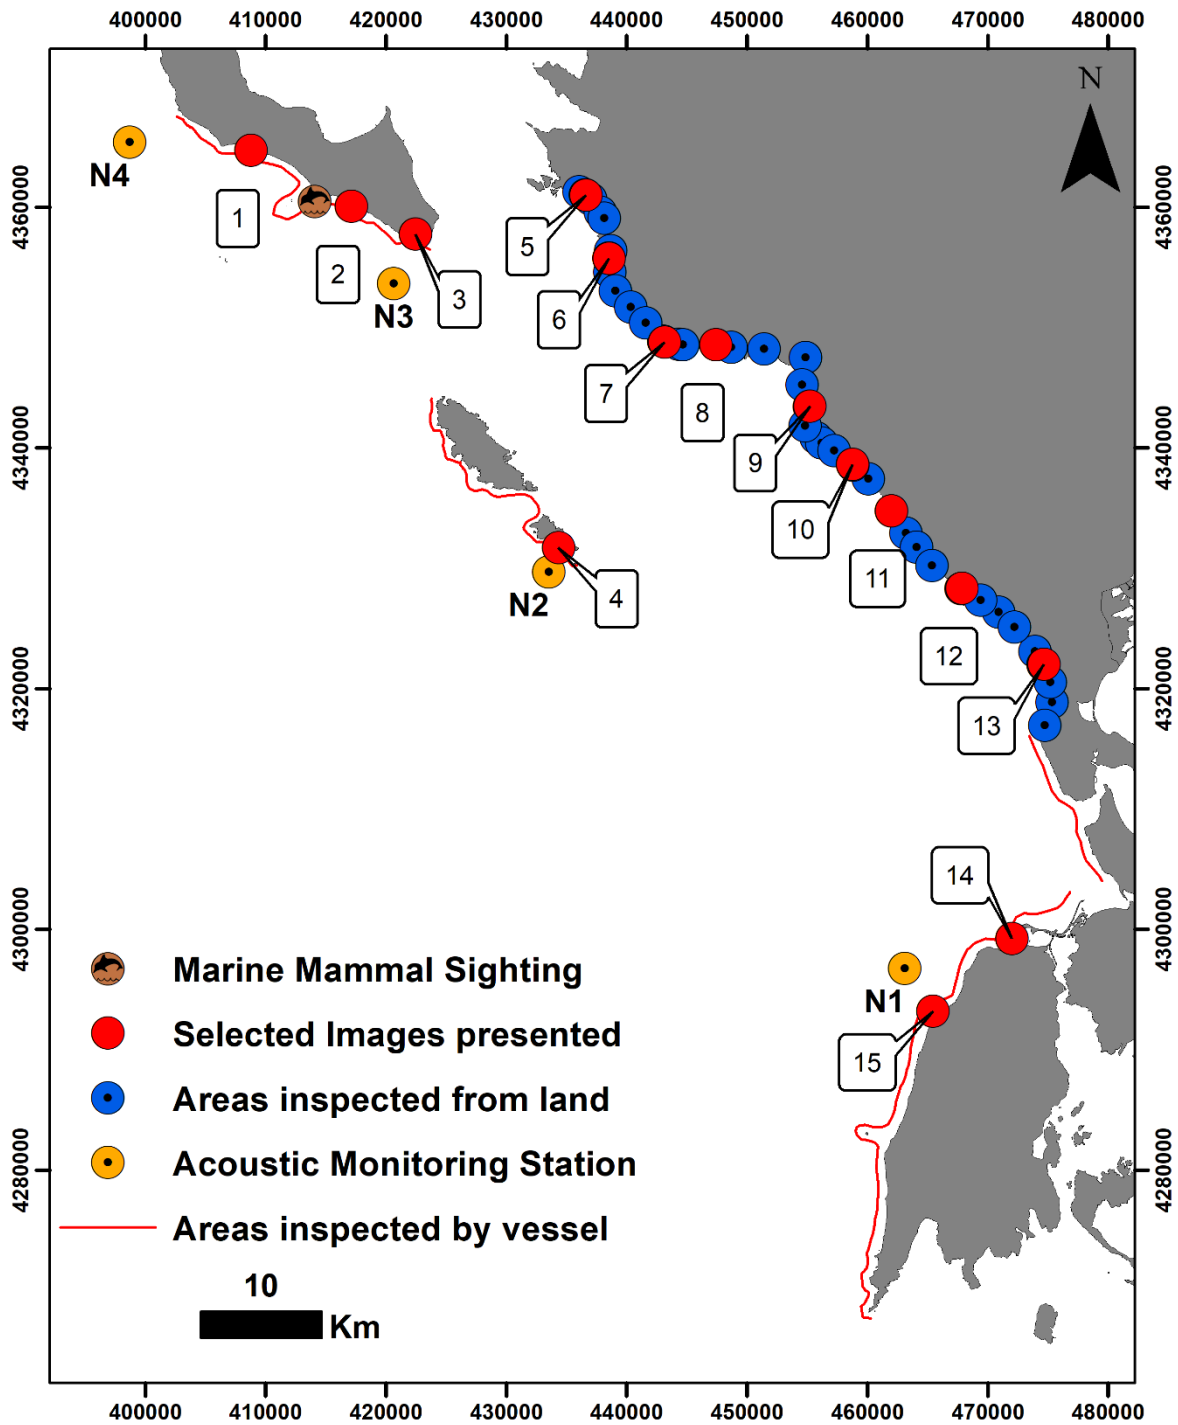 400000 410000 420000 430000 440000 450000 460000 470000 480000
N
N4
4360000
4360000
1
5
2
3
N3
6
7
8
4340000
4340000
9
10
11
N2
4
12
4320000
4320000
13
14
4300000
4300000
N1
15
Marine Mammal Sighting
Selected Images presented
Areas inspected from land
Acoustic Monitoring Station
4280000
4280000
Areas inspected by vessel
10
Km
400000 410000 420000 430000 440000 450000 460000 470000 480000